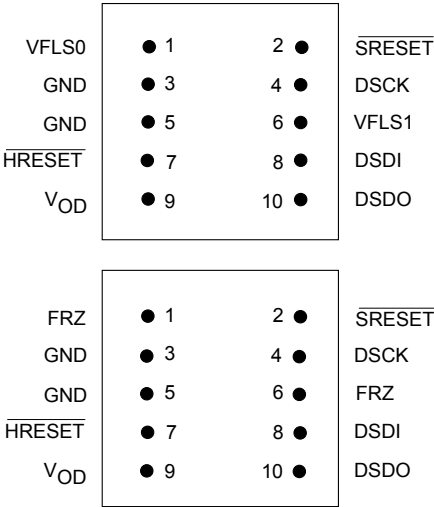 VFLS0 1 2 SRESET
GND 3 4 DSCK
GND 5 6 VFLS1
HRESET 7 8 DSDI
VOD 9 10 DSDO
FRZ 1 2 SRESET
GND 3 4 DSCK
GND 5 6 FRZ
HRESET 7 8 DSDI
VOD 9 10 DSDO